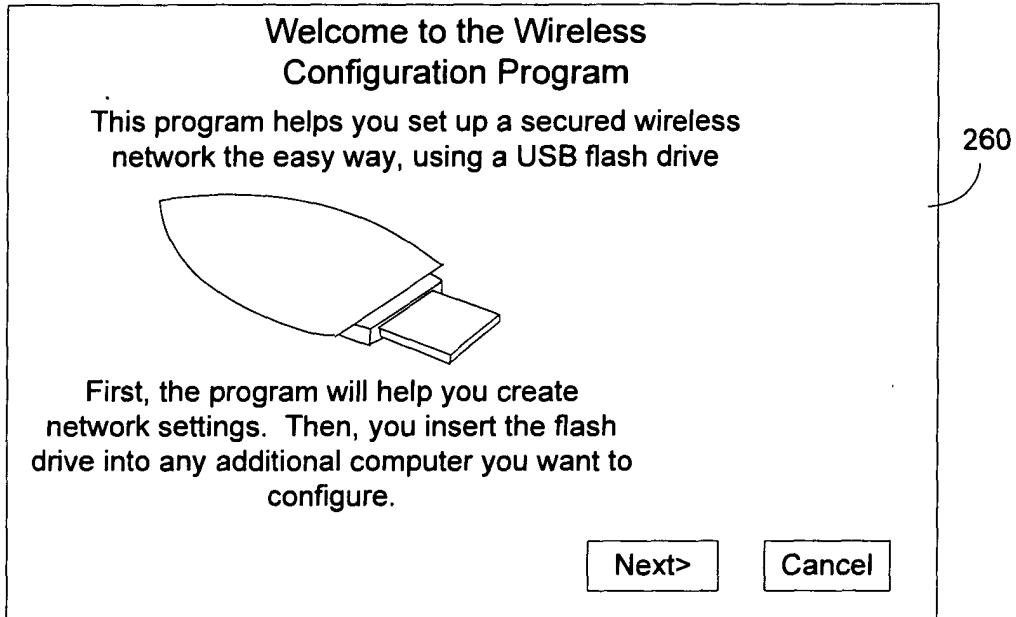 Welcome to the Wireless
Configuration Program
This program helps you set up a secured wireless
network the easy way, using a USB flash drive
260
First, the program will help you create
network settings.  Then, you insert the flash
drive into any additional computer you want to
configure.
Next>
Cancel